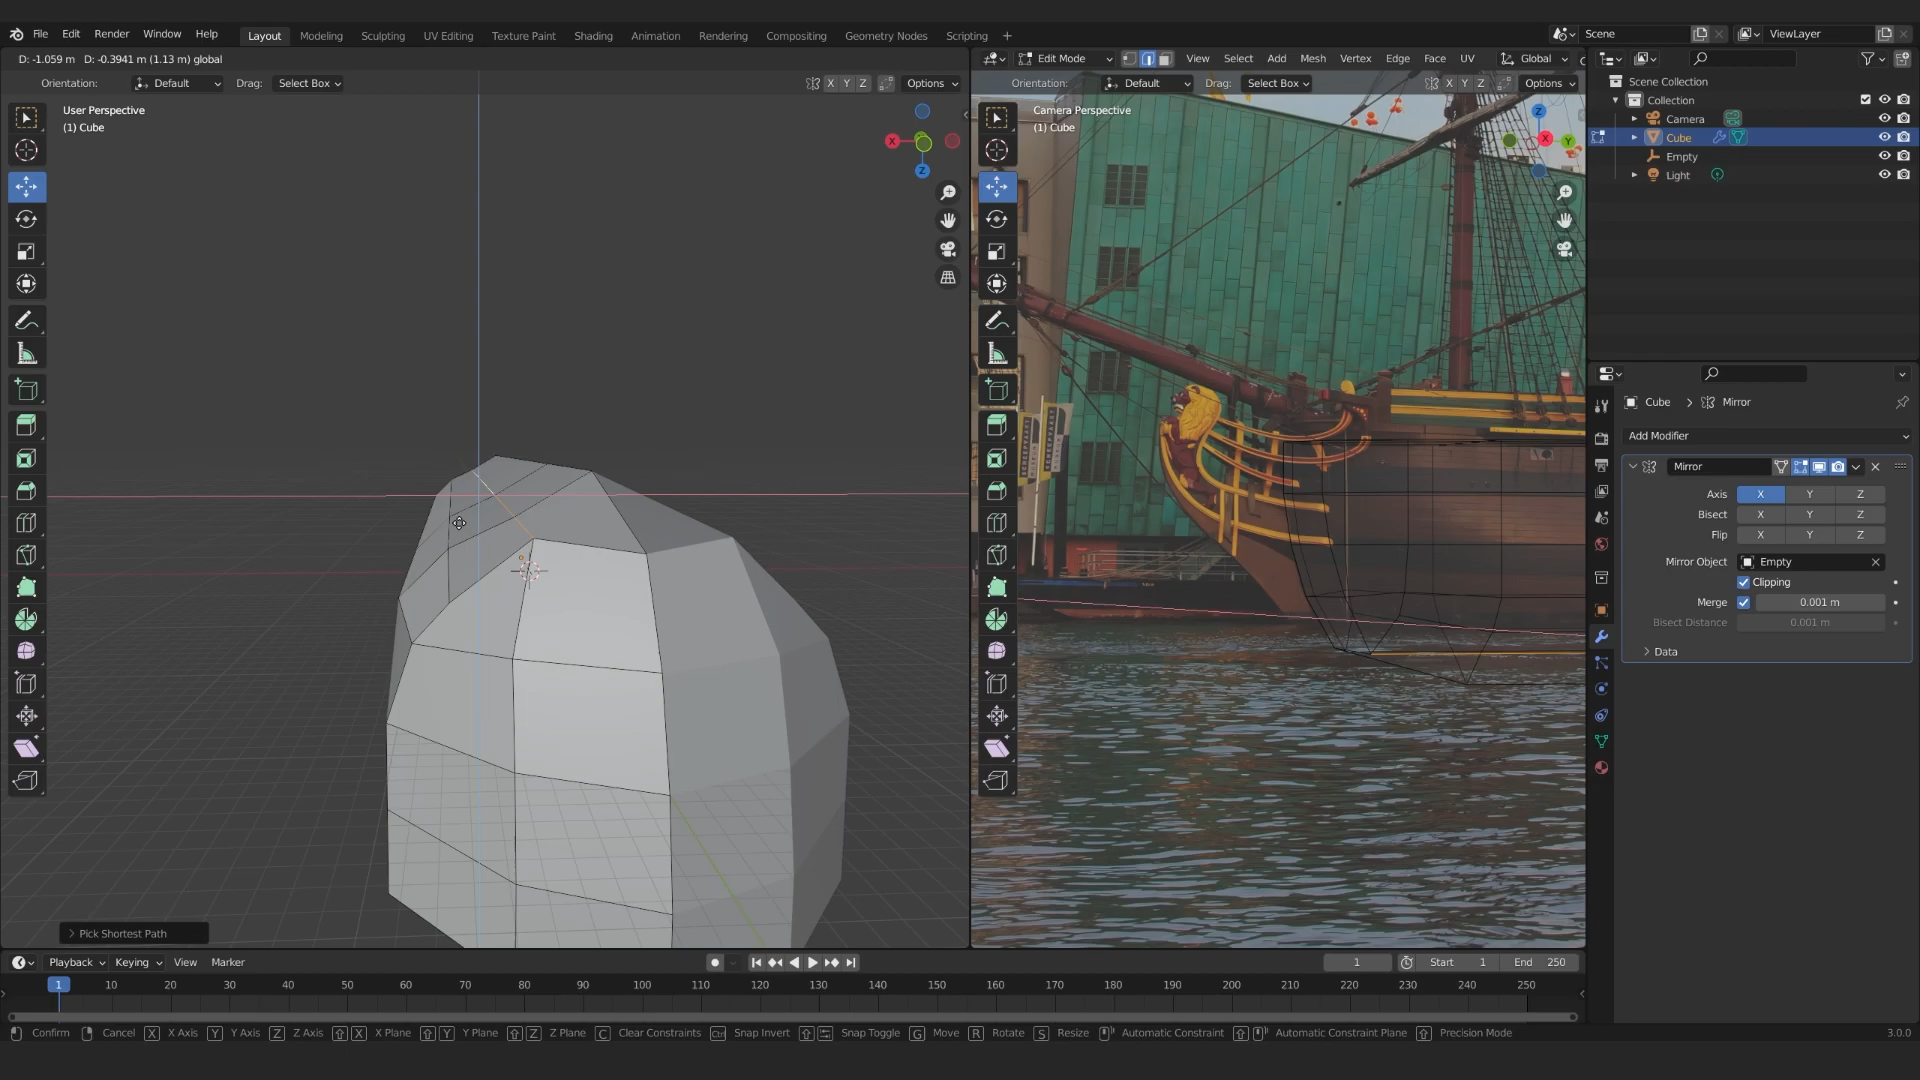 File Edit Render Window Help Layout Modeling Sculpting UV Editing Texture Paint Shading Animation Rendering Compositing Geometry Nodes Scripting + Scene ViewLayer
D: -1.059 m D: -0.3941 m (1.13 m) global
Edit Mode View Select Add Mesh Vertex Edge Face UV Global
Orientation: Default Drag: Select Box X Y Z Options
Orientation: Default Drag: Select Box X Y Z Options
User Perspective
(1) Cube
X
Z
Camera Perspective
(1) Cube
Z
X
Y
Scene Collection
Collection
Camera
Cube
Empty
Light
Cube > Mirror
Add Modifier
Mirror
Axis X Y Z
Bisect X Y Z
Flip X Y Z
Mirror Object Empty
Clipping
Merge 0.001 m
Bisect Distance 0.001 m
Data
Pick Shortest Path
Playback Keying View Marker 1 Start 1 End 250
1 10 20 30 40 50 60 70 80 90 100 110 120 130 140 150 160 170 180 190 200 210 220 230 240 250
Confirm Cancel X X Axis Y Y Axis Z Z Axis X X Plane Y Y Plane Z Z Plane C Clear Constraints Ctrl Snap Invert Snap Toggle G Move R Rotate S Resize Automatic Constraint Automatic Constraint Plane Precision Mode 3.0.0